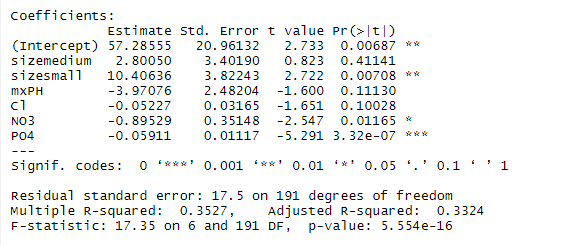 Coefficients:
Estimate Std. Error t value Pr(>|t|)
(Intercept) 57.28555 20.96132 2.733 0.00687 **
sizemedium 2.80050 3.40190 0.823 0.41141
sizesmall 10.40636 3.82243 2.722 0.00708 **
mxPH -3.97076 2.48204 -1.600 0.11130
Cl -0.05227 0.03165 -1.651 0.10028
NO3 -0.89529 0.35148 -2.547 0.01165 *
PO4 -0.05911 0.01117 -5.291 3.32e-07 ***
---
Signif. codes: 0 ‘***’ 0.001 ‘**’ 0.01 ‘*’ 0.05 ‘.’ 0.1 ‘ ’ 1
Residual standard error: 17.5 on 191 degrees of freedom
Multiple R-squared: 0.3527, Adjusted R-squared: 0.3324
F-statistic: 17.35 on 6 and 191 DF, p-value: 5.554e-16